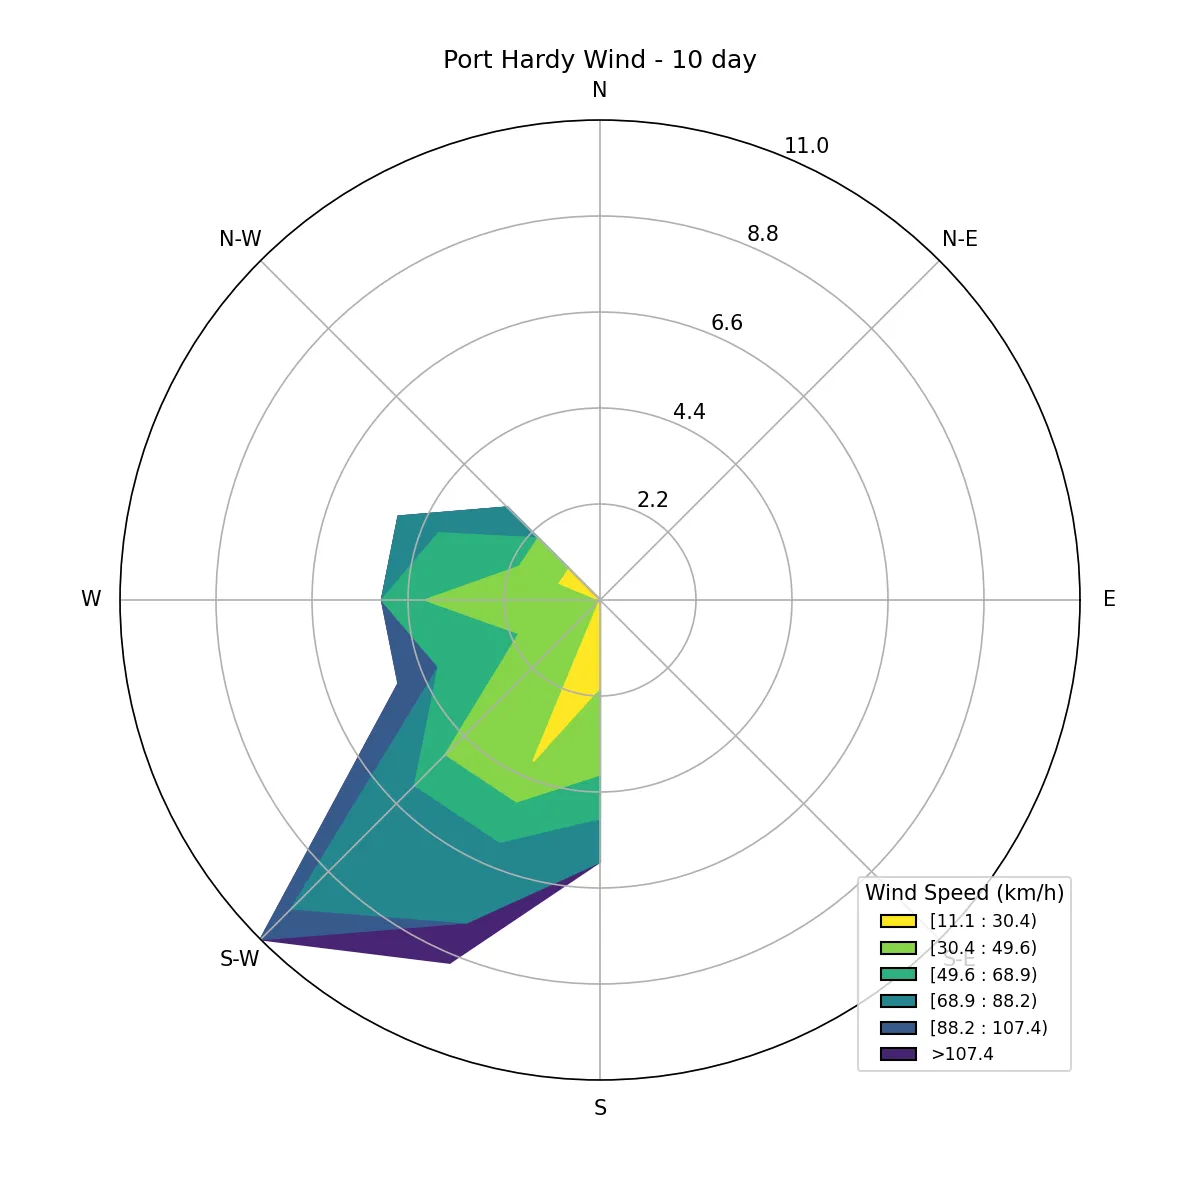 Port Hardy Wind - 10 day
N
11.0
N-W
8.8
N-E
6.6
4.4
2.2
W
E
S-W
S-E
S
Wind Speed (km/h)
[11.1 : 30.4)
[30.4 : 49.6)
[49.6 : 68.9)
[68.9 : 88.2)
[88.2 : 107.4)
>107.4